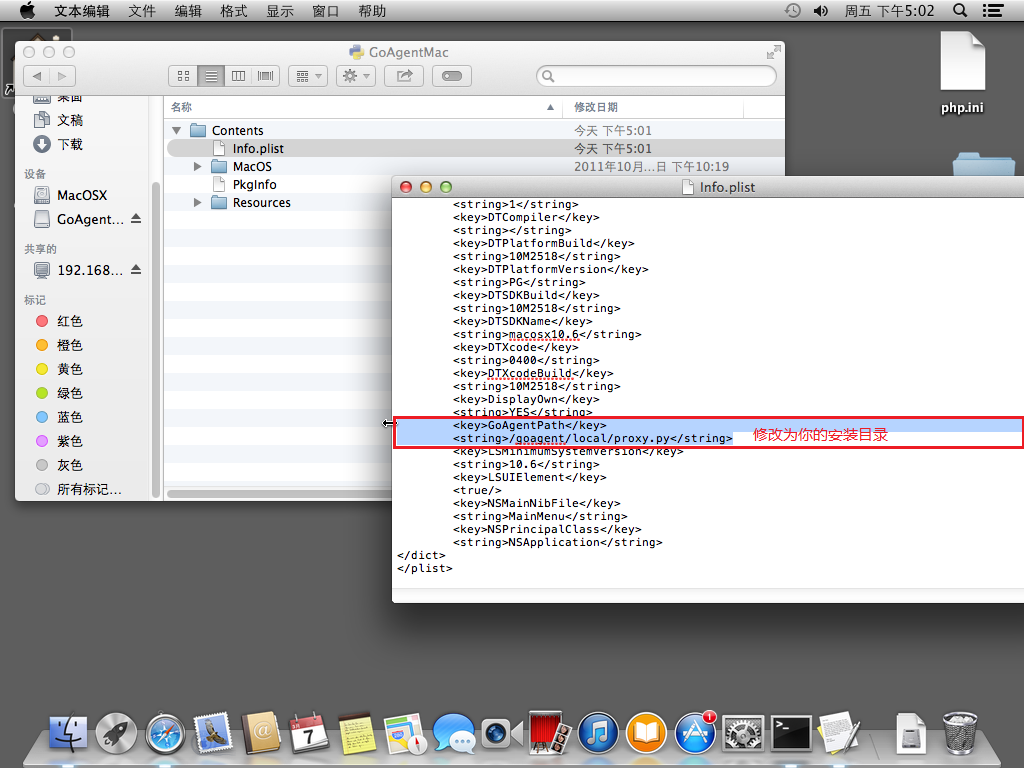 文本编辑 文件 编辑 格式 显示 窗口 帮助 周五 下午5:02
GoAgentMac
php.ini
名称 修改日期
桌面
文稿
下载
设备
MacOSX
GoAgent...
共享的
192.168...
标记
红色
橙色
黄色
绿色
蓝色
紫色
灰色
所有标记...
Contents 今天 下午5:01
Info.plist 今天 下午5:01
MacOS 2011年10月...日 下午10:19
PkgInfo
Resources
Info.plist
<string>1</string>
<key>DTCompiler</key>
<string></string>
<key>DTPlatformBuild</key>
<string>10M2518</string>
<key>DTPlatformVersion</key>
<string>PG</string>
<key>DTSDKBuild</key>
<string>10M2518</string>
<key>DTSDKName</key>
<string>macosx10.6</string>
<key>DTXcode</key>
<string>0400</string>
<key>DTXcodeBuild</key>
<string>10M2518</string>
<key>DisplayOwn</key>
<string>YES</string>
<key>GoAgentPath</key>
<string>/goagent/local/proxy.py</string> 修改为你的安装目录
<key>LSMinimumSystemVersion</key>
<string>10.6</string>
<key>LSUIElement</key>
<true/>
<key>NSMainNibFile</key>
<string>MainMenu</string>
<key>NSPrincipalClass</key>
<string>NSApplication</string>
</dict>
</plist>
7
1